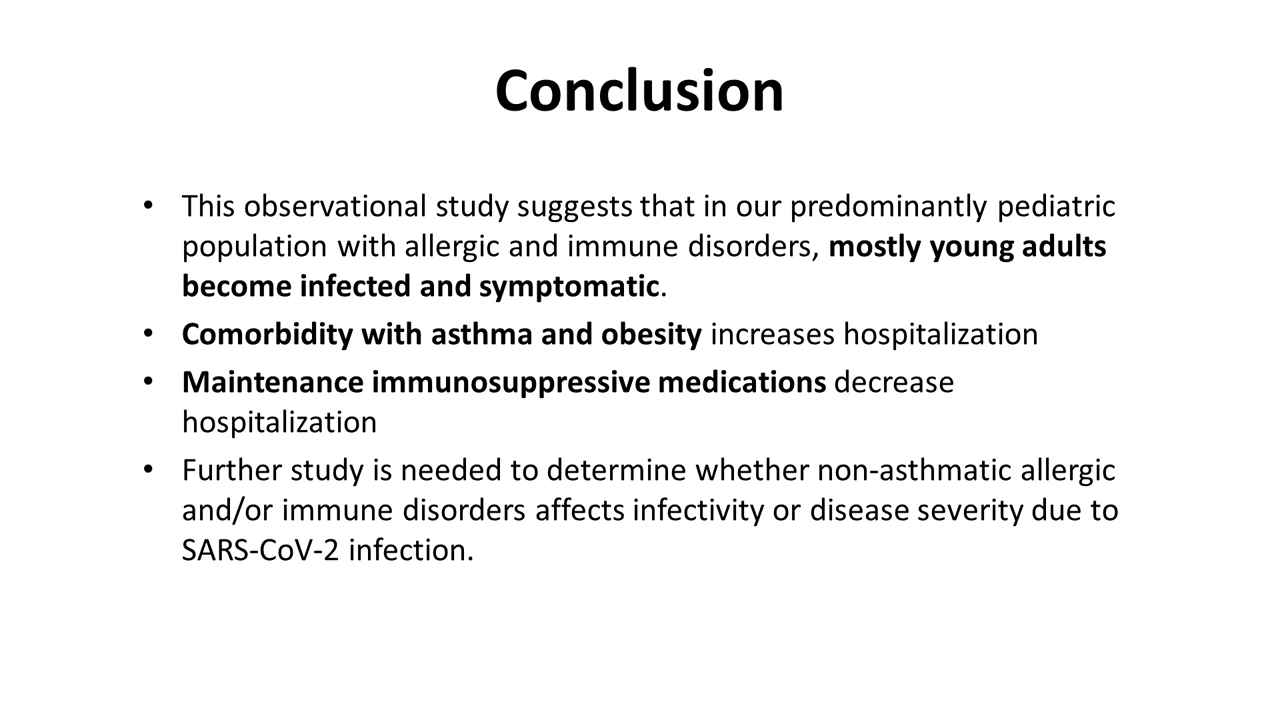 Conclusion
• This observational study suggests that in our predominantly pediatric
population with allergic and immune disorders, mostly young adults
become infected and symptomatic.
• Comorbidity with asthma and obesity increases hospitalization
• Maintenance immunosuppressive medications decrease
hospitalization
• Further study is needed to determine whether non-asthmatic allergic
and/or immune disorders affects infectivity or disease severity due to
SARS-CoV-2 infection.